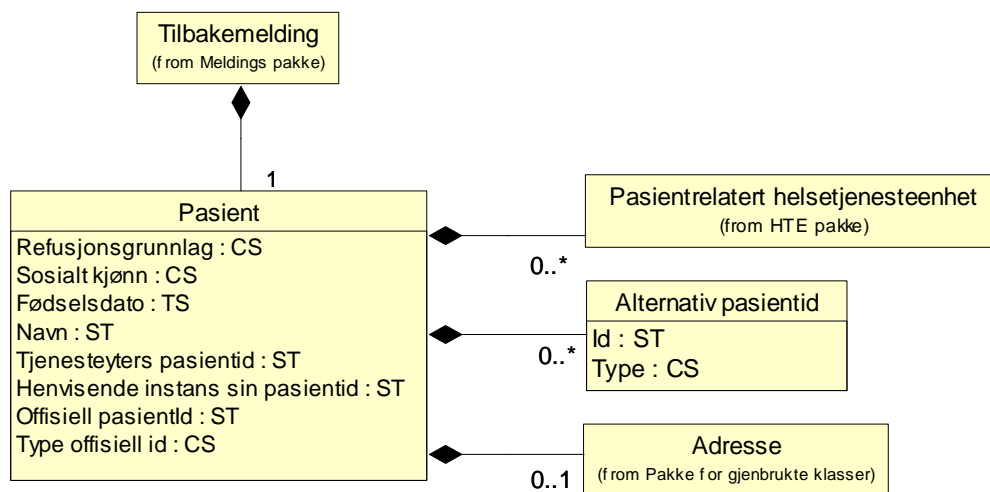 Tilbakemelding
(from Meldings pakke)
1
Pasient
Refusjonsgrunnlag : CS
Sosialt kjønn : CS
Fødselsdato : TS
Navn : ST
Tjenesteyters pasientid : ST
Henvisende instans sin pasientid : ST
Offisiell pasientId : ST
Type offisiell id : CS
Pasientrelatert helsetjenesteenhet
(from HTE pakke)
0..*
Alternativ pasientid
Id : ST
Type : CS
0..*
Adresse
(from Pakke for gjenbrukte klasser)
0..1